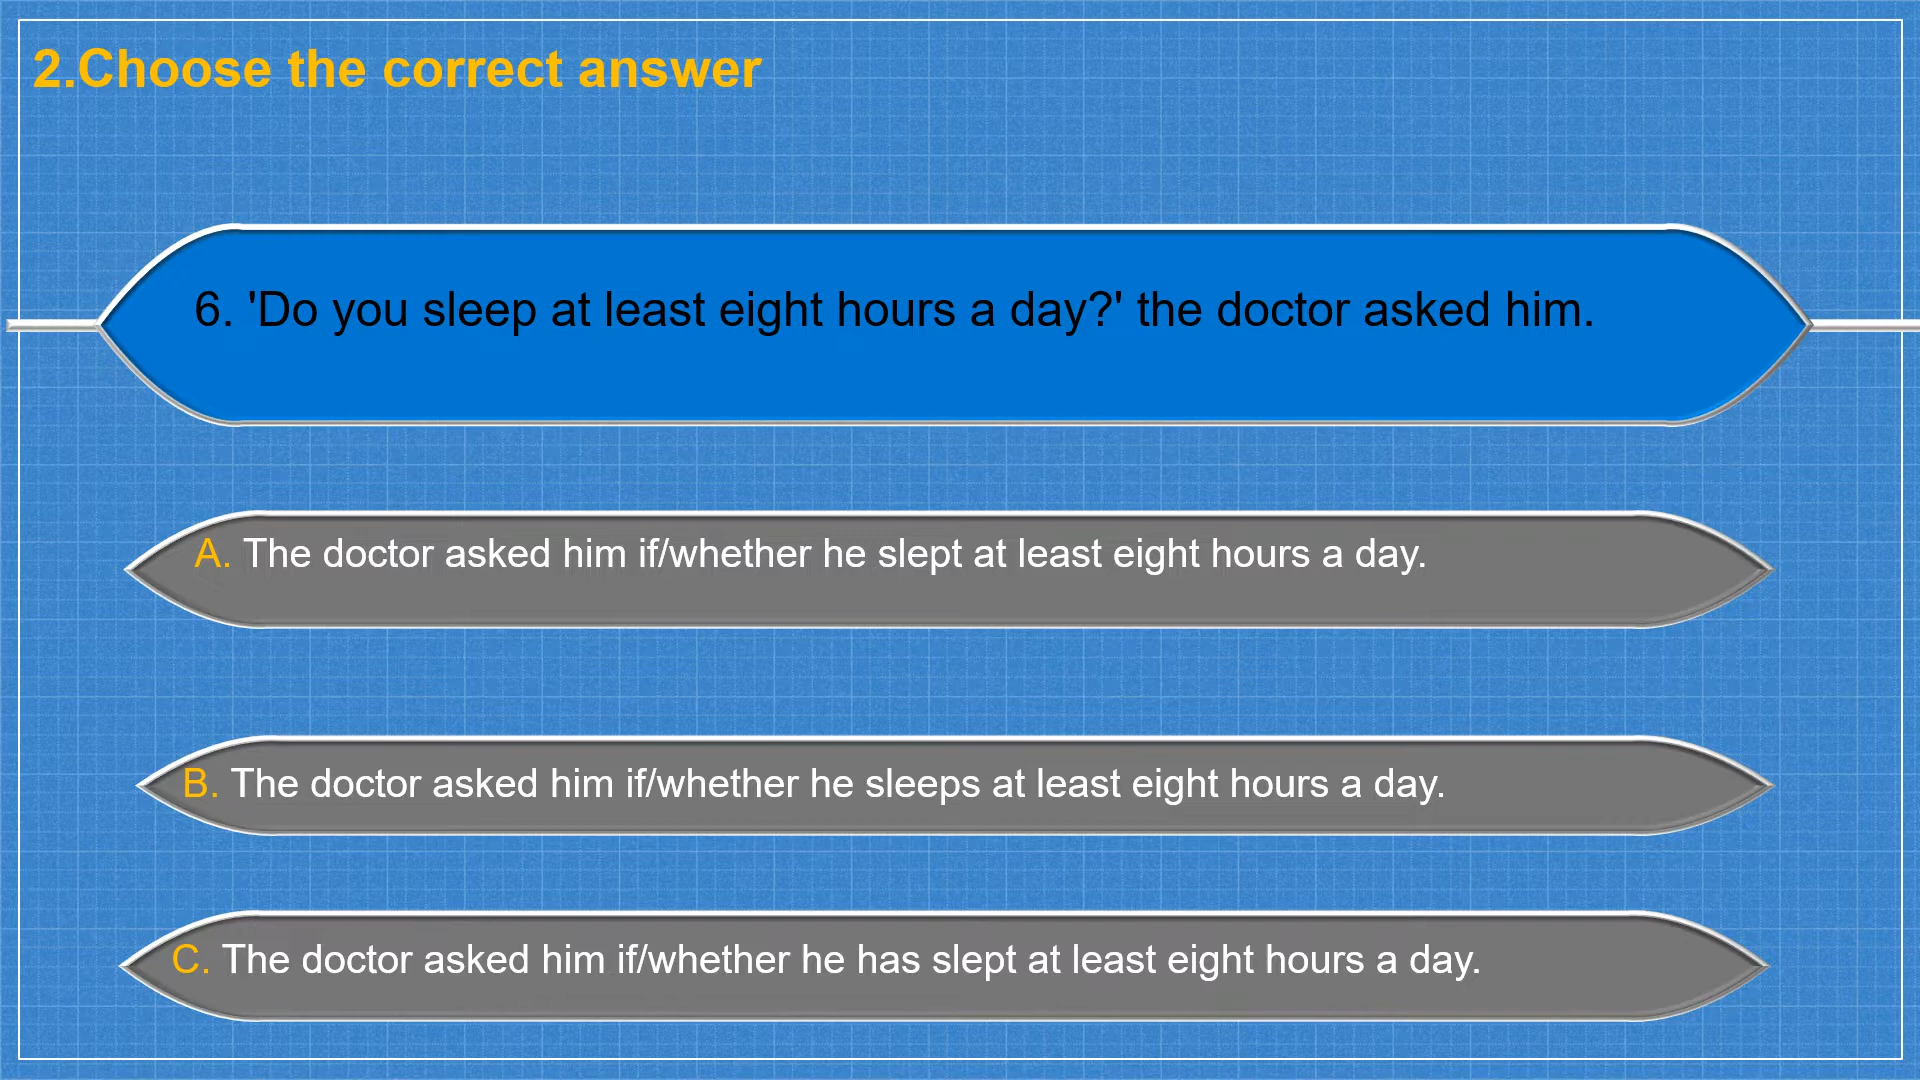 2.Choose the correct answer
6. 'Do you sleep at least eight hours a day?' the doctor asked him.
A. The doctor asked him if/whether he slept at least eight hours a day.
B. The doctor asked him if/whether he sleeps at least eight hours a day.
C. The doctor asked him if/whether he has slept at least eight hours a day.